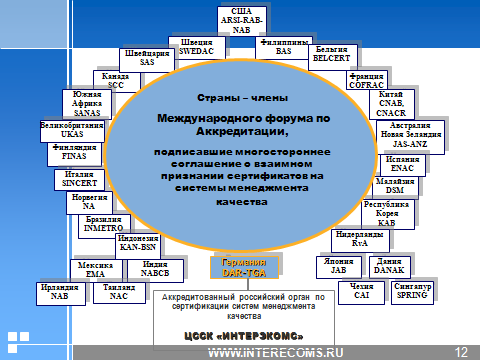 США
ARSI-RAB-
NAB
Швеция
SWEDAC
Филиппины
BAS
Швейцария
SAS
Бельгия
BELCERT
Канада
SCC
Франция
COFRAC
Южная
Африка
SANAS
Китай
CNAB,
CNACR
Великобритания
UKAS
Австралия
Новая Зеландия
JAS-ANZ
Финляндия
FINAS
Испания
ENAC
Италия
SINCERT
Малайзия
DSM
Норвегия
NA
Республика
Корея
KAB
Бразилия
INMETRO
Индонезия
KAN-BSN
Нидерланды
RvA
Мексика
EMA
Индия
NABCB
Япония
JAB
Дания
DANAK
Ирландия
NAB
Таиланд
NAC
Чехия
CAI
Сингапур
SPRING
Страны – члены
Международного форума по
Аккредитации,
подписавшие многостороннее
соглашение о взаимном
признании сертификатов на
системы менеджмента
качества
Германия
DAR-TGA
Аккредитованный российский орган по
сертификации систем менеджмента
качества
ЦССК «ИНТЕРЭКОМС»
WWW.INTERECOMS.RU
12